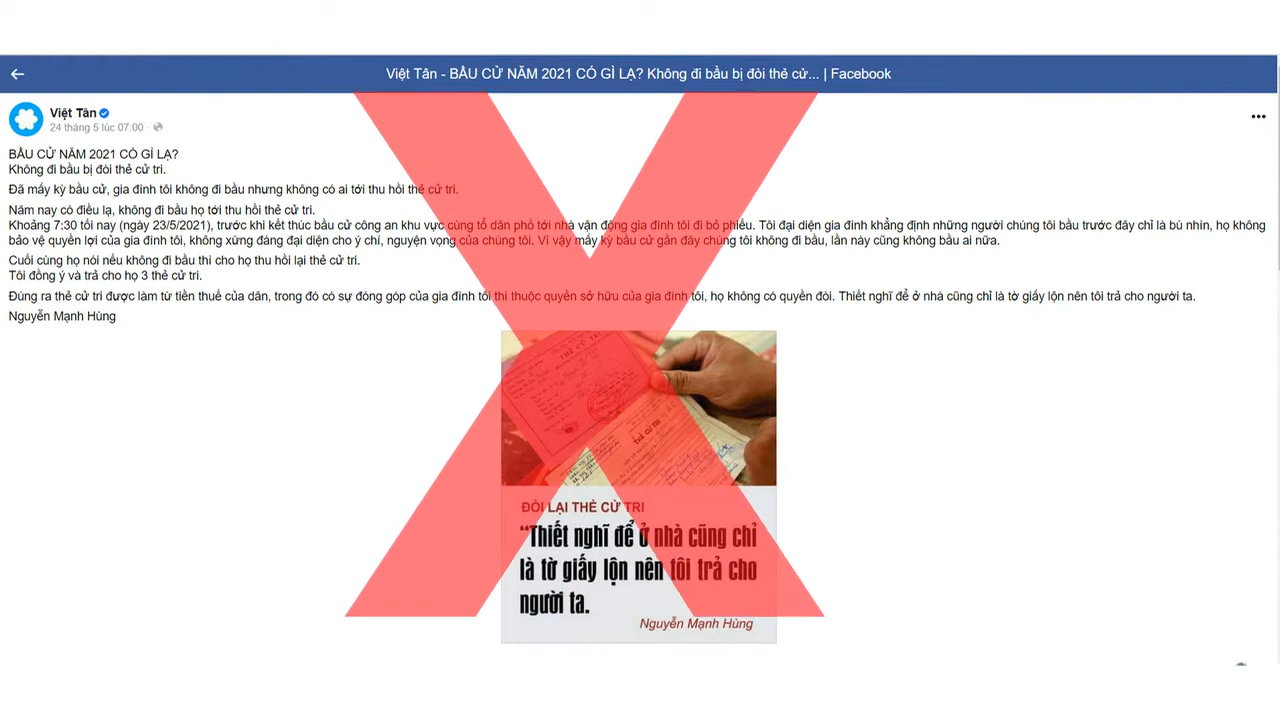 Việt Tân - BẦU CỬ NĂM 2021 CÓ GÌ LẠ? Không đi bầu bị đòi thẻ cử... | Facebook
Việt Tân
24 tháng 5 lúc 07:00
BẦU CỬ NĂM 2021 CÓ GÌ LẠ?
Không đi bầu bị đòi thẻ cử tri.
Đã mấy kỳ bầu cử, gia đình tôi không đi bầu nhưng không có ai tới thu hồi thẻ cử tri.
Năm nay có điều lạ, không đi bầu họ tới thu hồi thẻ cử tri.
Khoảng 7:30 tối nay (ngày 23/5/2021), trước khi kết thúc bầu cử công an khu vực cùng tổ dân phố tới nhà vận động gia đình tôi đi bỏ phiếu. Tôi đại diện gia đình khẳng định những người chúng tôi bầu trước đây chỉ là bù nhìn, họ không
bảo vệ quyền lợi của gia đình tôi, không xứng đáng đại diện cho ý chí, nguyện vọng của chúng tôi. Vì vậy mấy kỳ bầu cử gần đây chúng tôi không đi bầu, lần này cũng không bầu ai nữa.
Cuối cùng họ nói nếu không đi bầu thì cho họ thu hồi lại thẻ cử tri.
Tôi đồng ý và trả cho họ 3 thẻ cử tri.
Đúng ra thẻ cử tri được làm từ tiền thuế của dân, trong đó có sự đóng góp của gia đình tôi thì thuộc quyền sở hữu của gia đình tôi, họ không có quyền đòi. Thiết nghĩ để ở nhà cũng chỉ là tờ giấy lộn nên tôi trả cho người ta.
Nguyễn Mạnh Hùng
THẺ CỬ TRI
THẺ CỬ TRI
ĐÒI LẠI THẺ CỬ TRI
“Thiết nghĩ để ở nhà cũng chỉ
là tờ giấy lộn nên tôi trả cho
người ta.
Nguyễn Mạnh Hùng